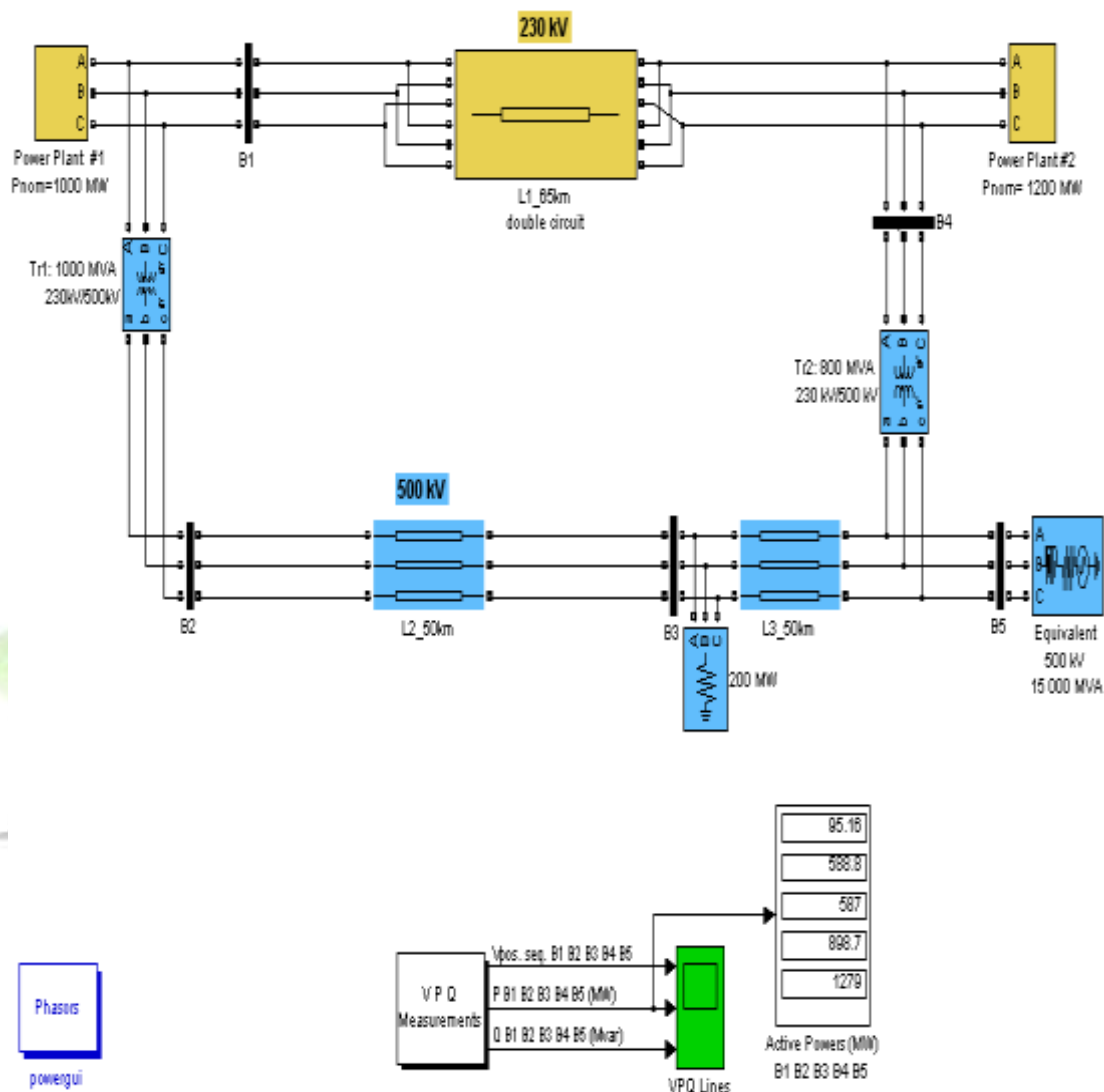 230 kV
A
B
C
A
B
C
B1
Power Plant #1
Pnom=1000 MW
L1_65km
double circuit
Power Plant #2
Pnom= 1200 MW
B4
A B C
Tr1: 1000 MVA
230kV/500kV
a b c
A B C
Tr2: 800 MVA
230 kV/500 kV
a b c
500 kV
A
B
C
B2
L2_50km
B3
A B C
L3_50km
B5
200 MW
Equivalent
500 kV
15 000 MVA
95.16
588.8
587
898.7
1279
Active Powers (MW)
B1 B2 B3 B4 B5
Phasors
powergui
V P Q
Measurements
Vpos. seq. B1 B2 B3 B4 B5
P B1 B2 B3 B4 B5 (MW)
Q B1 B2 B3 B4 B5 (Mvar)
VPQ Lines